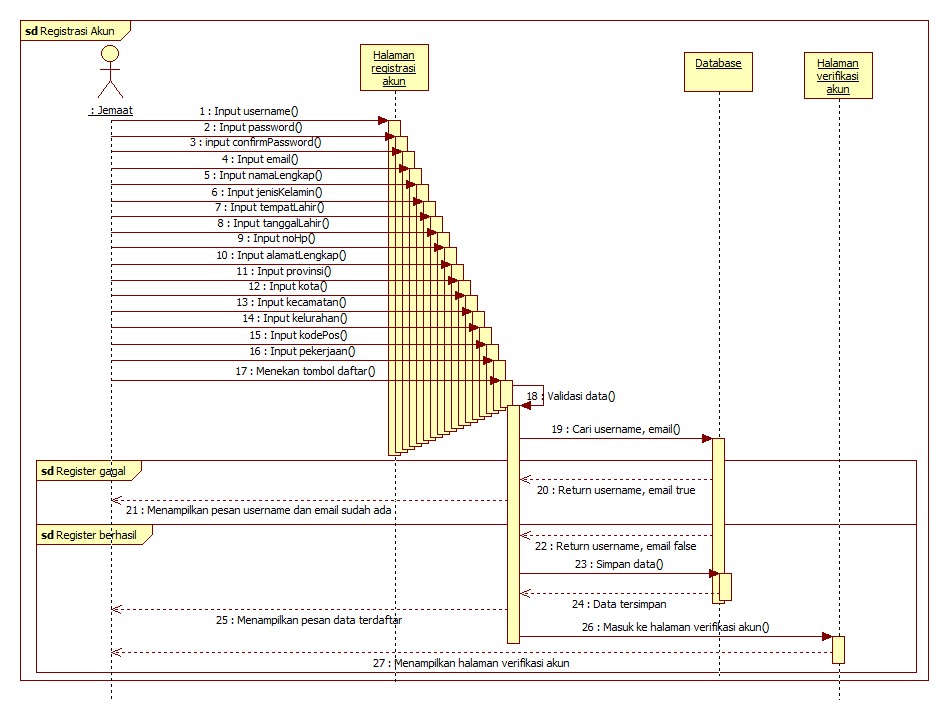 sd Registrasi Akun
Halaman
registrasi
akun
Database
Halaman
verifikasi
akun
: Jemaat
1 : Input username()
2 : Input password()
3 : input confirmPassword()
4 : Input email()
5 : Input namaLengkap()
6 : Input jenisKelamin()
7 : Input tempatLahir()
8 : Input tanggalLahir()
9 : Input noHp()
10 : Input alamatLengkap()
11 : Input provinsi()
12 : Input kota()
13 : Input kecamatan()
14 : Input kelurahan()
15 : Input kodePos()
16 : Input pekerjaan()
17 : Menekan tombol daftar()
18 : Validasi data()
19 : Cari username, email()
sd Register gagal
20 : Return username, email true
21 : Menampilkan pesan username dan email sudah ada
sd Register berhasil
22 : Return username, email false
23 : Simpan data()
24 : Data tersimpan
25 : Menampilkan pesan data terdaftar
26 : Masuk ke halaman verifikasi akun()
27 : Menampilkan halaman verifikasi akun